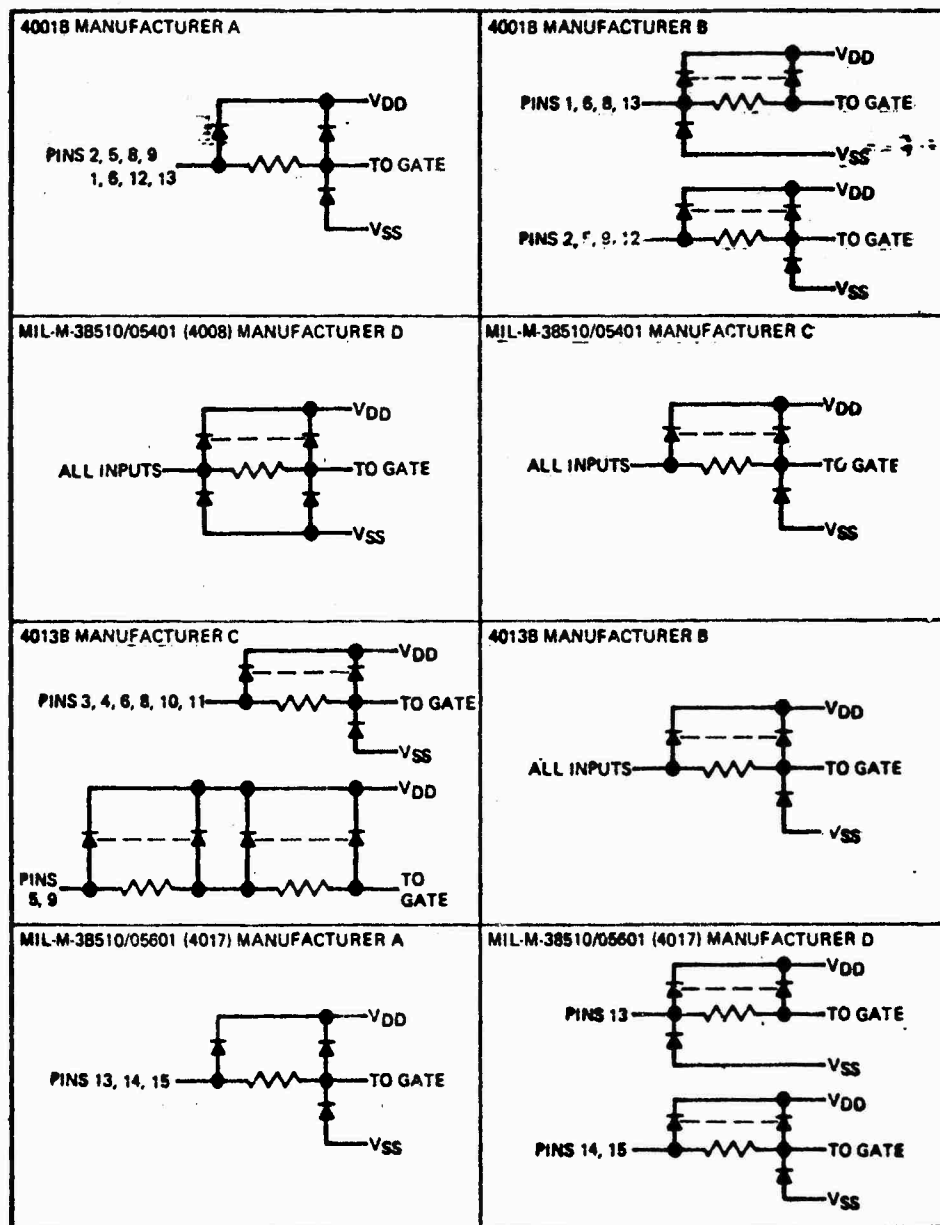 4001B MANUFACTURER A
VDD
PINS 2, 5, 8, 9
1, 6, 12, 13
TO GATE
VSS
4001B MANUFACTURER B
VDD
PINS 1, 6, 8, 13
TO GATE
VSS
VDD
PINS 2, 5, 9, 12
TO GATE
VSS
MIL-M-38510/05401 (4008) MANUFACTURER D
VDD
ALL INPUTS
TO GATE
VSS
MIL-M-38510/05401 MANUFACTURER C
VDD
ALL INPUTS
TO GATE
VSS
4013B MANUFACTURER C
VDD
PINS 3, 4, 6, 8, 10, 11
TO GATE
VSS
VDD
PINS
5, 9
TO
GATE
4013B MANUFACTURER B
VDD
ALL INPUTS
TO GATE
VSS
MIL-M-38510/05601 (4017) MANUFACTURER A
VDD
PINS 13, 14, 15
TO GATE
VSS
MIL-M-38510/05601 (4017) MANUFACTURER D
VDD
PINS 13
TO GATE
VSS
VDD
PINS 14, 15
TO GATE
VSS